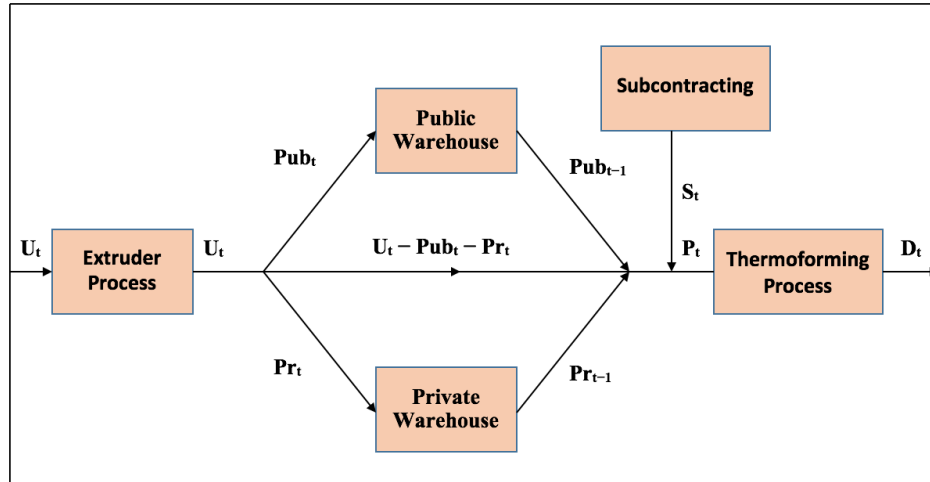 Subcontracting
Public
Warehouse
Pubₜ
Pubₜ₋₁
Sₜ
Uₜ
Extruder
Process
Uₜ
Uₜ − Pubₜ − Prₜ
Pₜ
Thermoforming
Process
Dₜ
Prₜ
Prₜ₋₁
Private
Warehouse